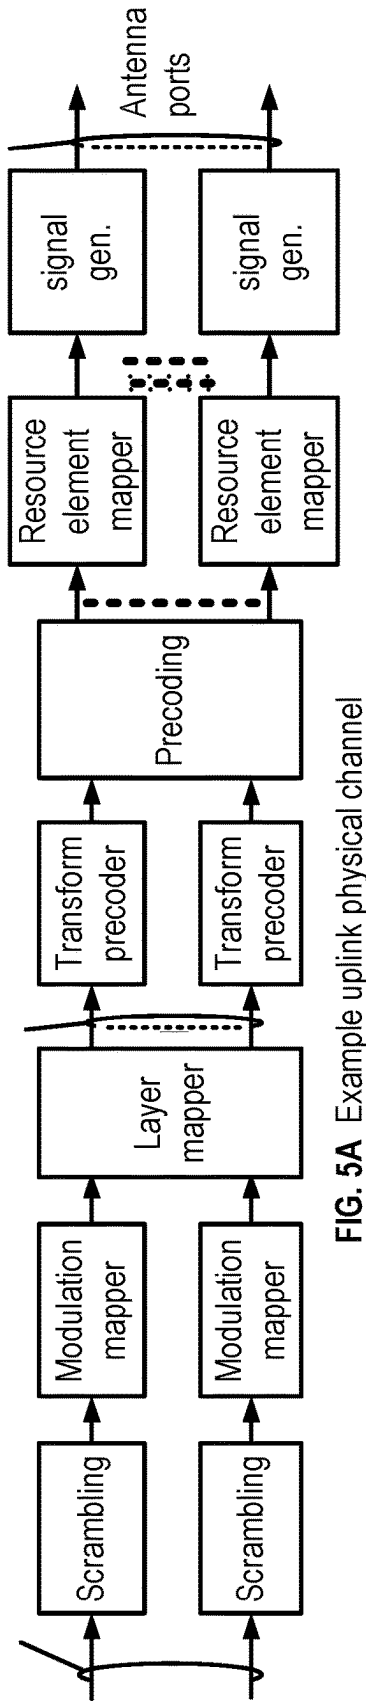 Scrambling
Scrambling
Modulation
mapper
Modulation
mapper
Layer
mapper
Transform
precoder
Transform
precoder
Precoding
Resource
element
mapper
Resource
element
mapper
signal
gen.
signal
gen.
Antenna
ports
FIG. 5A Example uplink physical channel